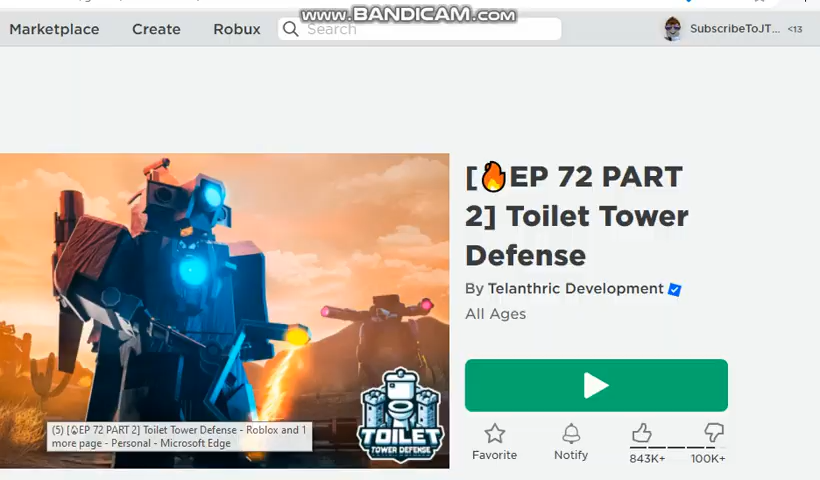 www.BANDICAM.com
Marketplace
Create
Robux
Search
SubscribeToJT...
<13
[🔥EP 72 PART
2] Toilet Tower
Defense
By Telanthric Development
All Ages
TOILET
TOWER DEFENSE
(5) [🔥EP 72 PART 2] Toilet Tower Defense - Roblox and 1
more page - Personal - Microsoft Edge
Favorite
Notify
843K+
100K+